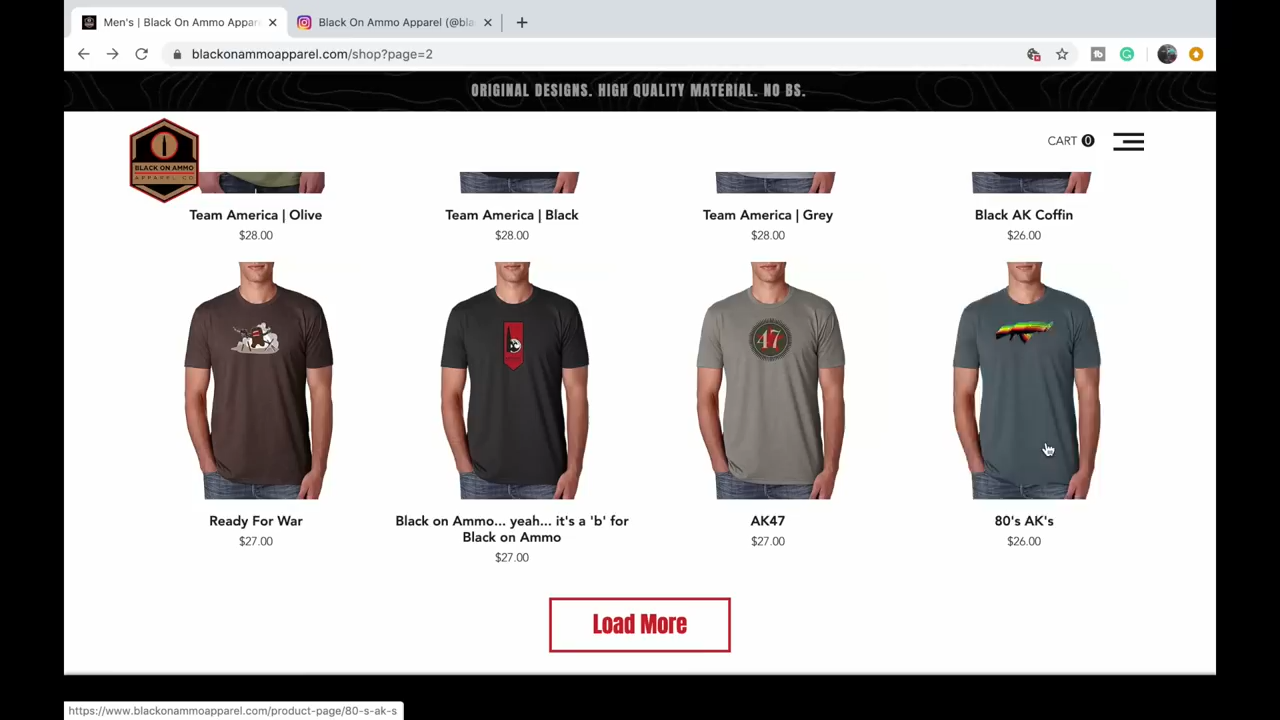 Men's | Black On Ammo Appar
Black On Ammo Apparel (@bla
blackonammoapparel.com/shop?page=2
ORIGINAL DESIGNS. HIGH QUALITY MATERIAL. NO BS.
BLACK ON AMMO
APPAREL CO
CART 0
Team America | Olive
$28.00
Team America | Black
$28.00
Team America | Grey
$28.00
Black AK Coffin
$26.00
47
Ready For War
$27.00
Black on Ammo... yeah... it's a 'b' for
Black on Ammo
$27.00
AK47
$27.00
80's AK's
$26.00
Load More
https://www.blackonammoapparel.com/product-page/80-s-ak-s